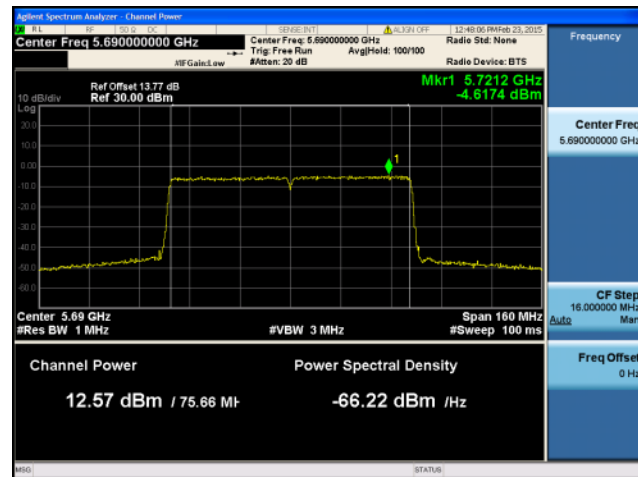 Agilent Spectrum Analyzer - Channel Power
RL RF 50 Ω DC SENSE:INT ALIGN OFF 12:48:06 PM Feb 23, 2015
Center Freq 5.690000000 GHz
Center Freq: 5.690000000 GHz
Radio Std: None
Trig: Free Run Avg|Hold: 100/100
#IFGain:Low #Atten: 20 dB Radio Device: BTS
Frequency
Ref Offset 13.77 dB
Mkr1 5.7212 GHz
10 dB/div Ref 30.00 dBm -4.6174 dBm
Log
20.0
10.0
0.00
1
-10.0
-20.0
-30.0
-40.0
-50.0
-60.0
Center Freq
5.690000000 GHz
Center 5.69 GHz Span 160 MHz
#Res BW 1 MHz #VBW 3 MHz #Sweep 100 ms
CF Step
16.000000 MHz
Auto Man
Channel Power Power Spectral Density
12.57 dBm / 75.66 MH -66.22 dBm /Hz
Freq Offset
0 Hz
MSG STATUS